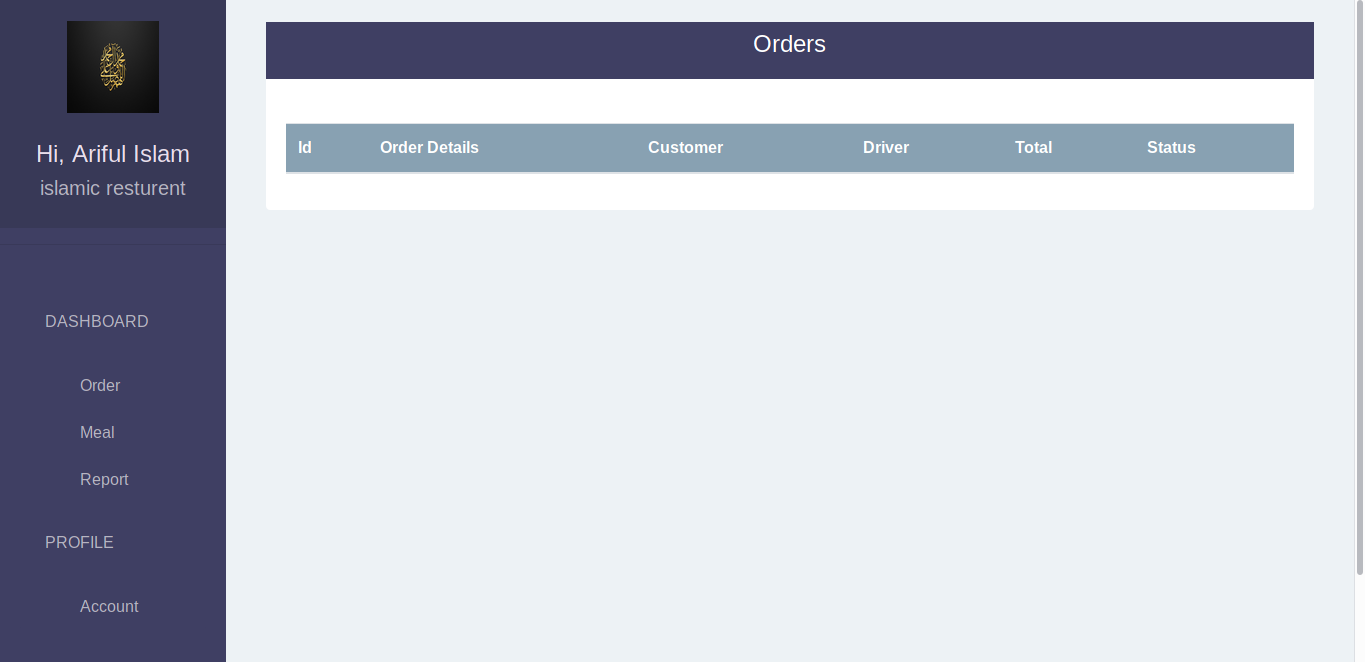 Hi, Ariful Islam
islamic resturent
DASHBOARD
Order
Meal
Report
PROFILE
Account
Orders
Id Order Details Customer Driver Total Status